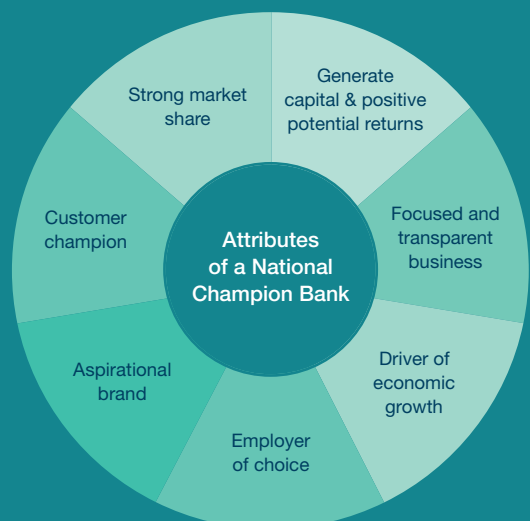 Attributes
of a National
Champion Bank
Generate
capital & positive
potential returns
Focused and
transparent
business
Driver of
economic
growth
Employer
of choice
Aspirational
brand
Customer
champion
Strong market
share